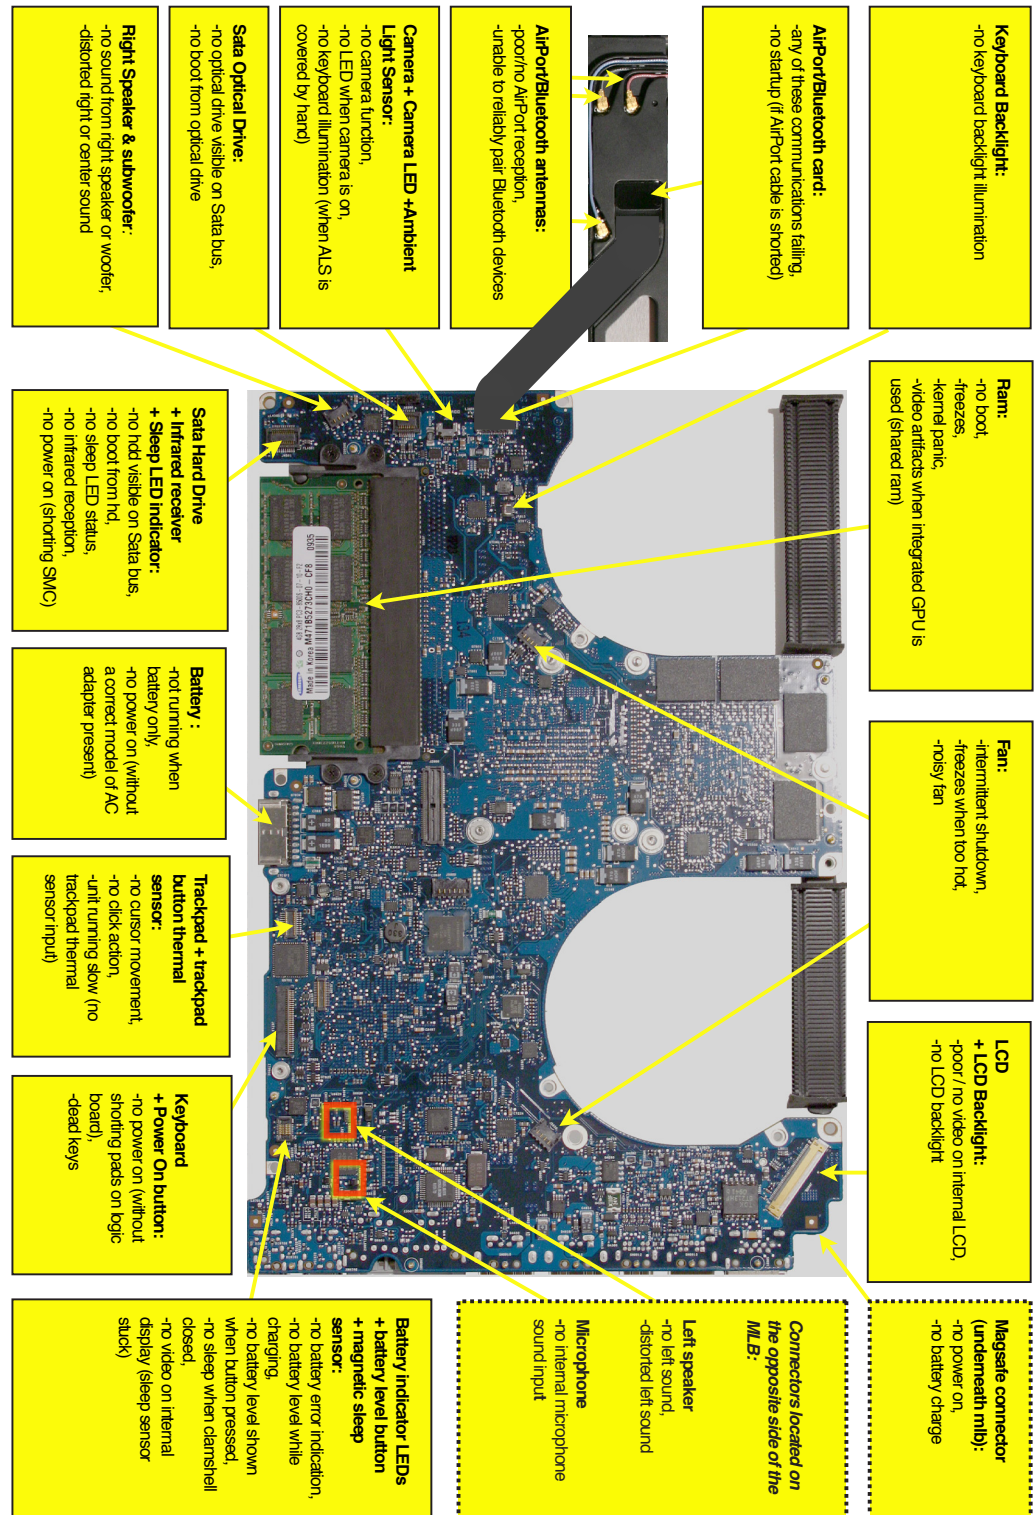 Keyboard Backlight:
-no keyboard backlight illumination
AirPort/Bluetooth card:
-any of these communications failing,
-no startup (if AirPort cable is shorted)
AirPort/Bluetooth antennas:
-poor/no AirPort reception,
-unable to reliably pair Bluetooth devices
Camera + Camera LED +Ambient
Light Sensor:
-no camera function,
-no LED when camera is on,
-no keyboard illumination (when ALS is
covered by hand)
Sata Optical Drive:
-no optical drive visible on Sata bus,
-no boot from optical drive
Right Speaker & subwoofer:
-no sound from right speaker or woofer,
-distorted right or center sound
Ram:
-no boot,
-freezes,
-kernel panic,
-video artifacts when integrated GPU is
used (shared ram)
Sata Hard Drive
+ Infrared receiver
+ Sleep LED indicator:
-no hdd visible on Sata bus,
-no boot from hd,
-no sleep LED status,
-no infrared reception,
-no power on (shorting SMC)
M471B5273CH0 - CF8 0935
Made in Korea
Fan:
-intermittent shutdown,
-freezes when too hot,
-noisy fan
Battery :
-not running when
battery only,
-no power on (without
a correct model of AC
adapter present)
Trackpad + trackpad
button thermal
sensor:
-no cursor movement,
-no click action,
-unit running slow (no
trackpad thermal
sensor input)
LCD
+ LCD Backlight:
-poor / no video on internal LCD,
-no LCD backlight
Keyboard
+ Power On button:
-no power on (without
shorting pads on logic
board),
-dead keys
Magsafe connector
(underneath mlb):
-no power on,
-no battery charge
Connectors located on
the opposite side of the
MLB:
Left speaker
-no left sound,
-distorted left sound
Microphone
-no internal microphone
sound input
Battery indicator LEDs
+ battery level button
+ magnetic sleep
sensor:
-no battery error indication,
-no battery level while
charging,
-no battery level shown
when button pressed,
-no sleep when clamshell
closed,
-no video on internal
display (sleep sensor
stuck)